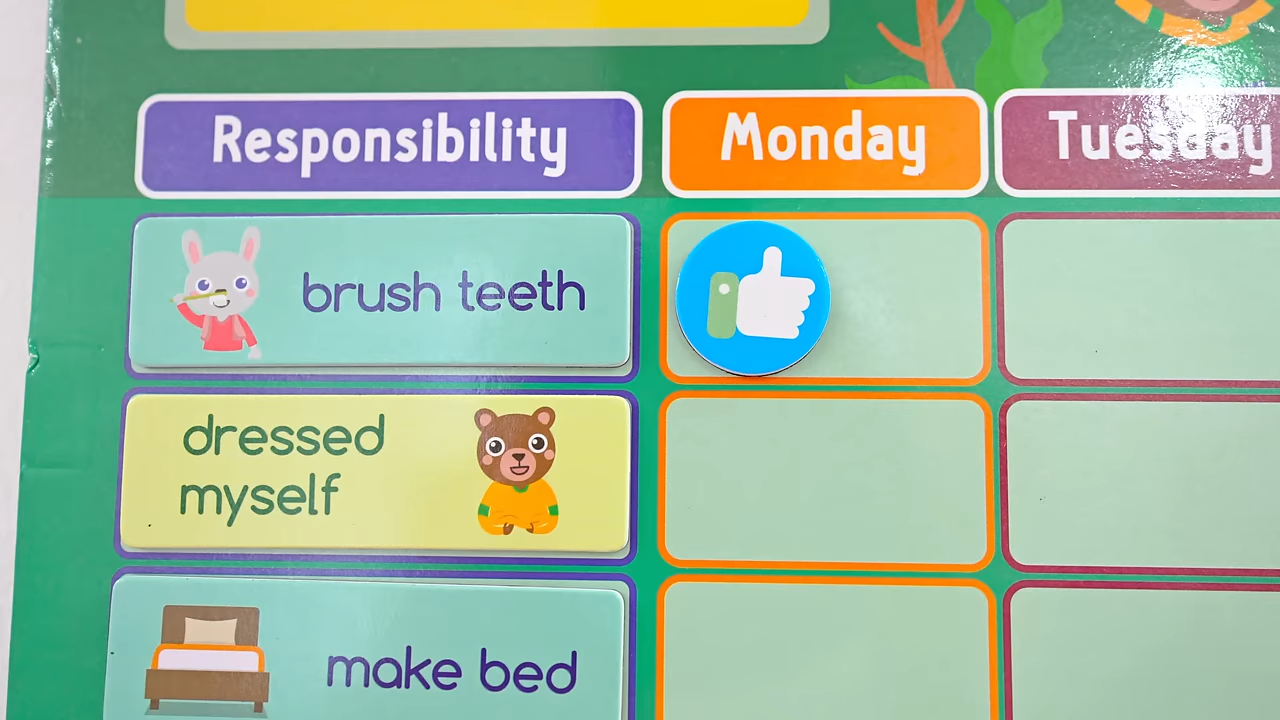 Responsibility Monday Tuesday
brush teeth
dressed
myself
make bed